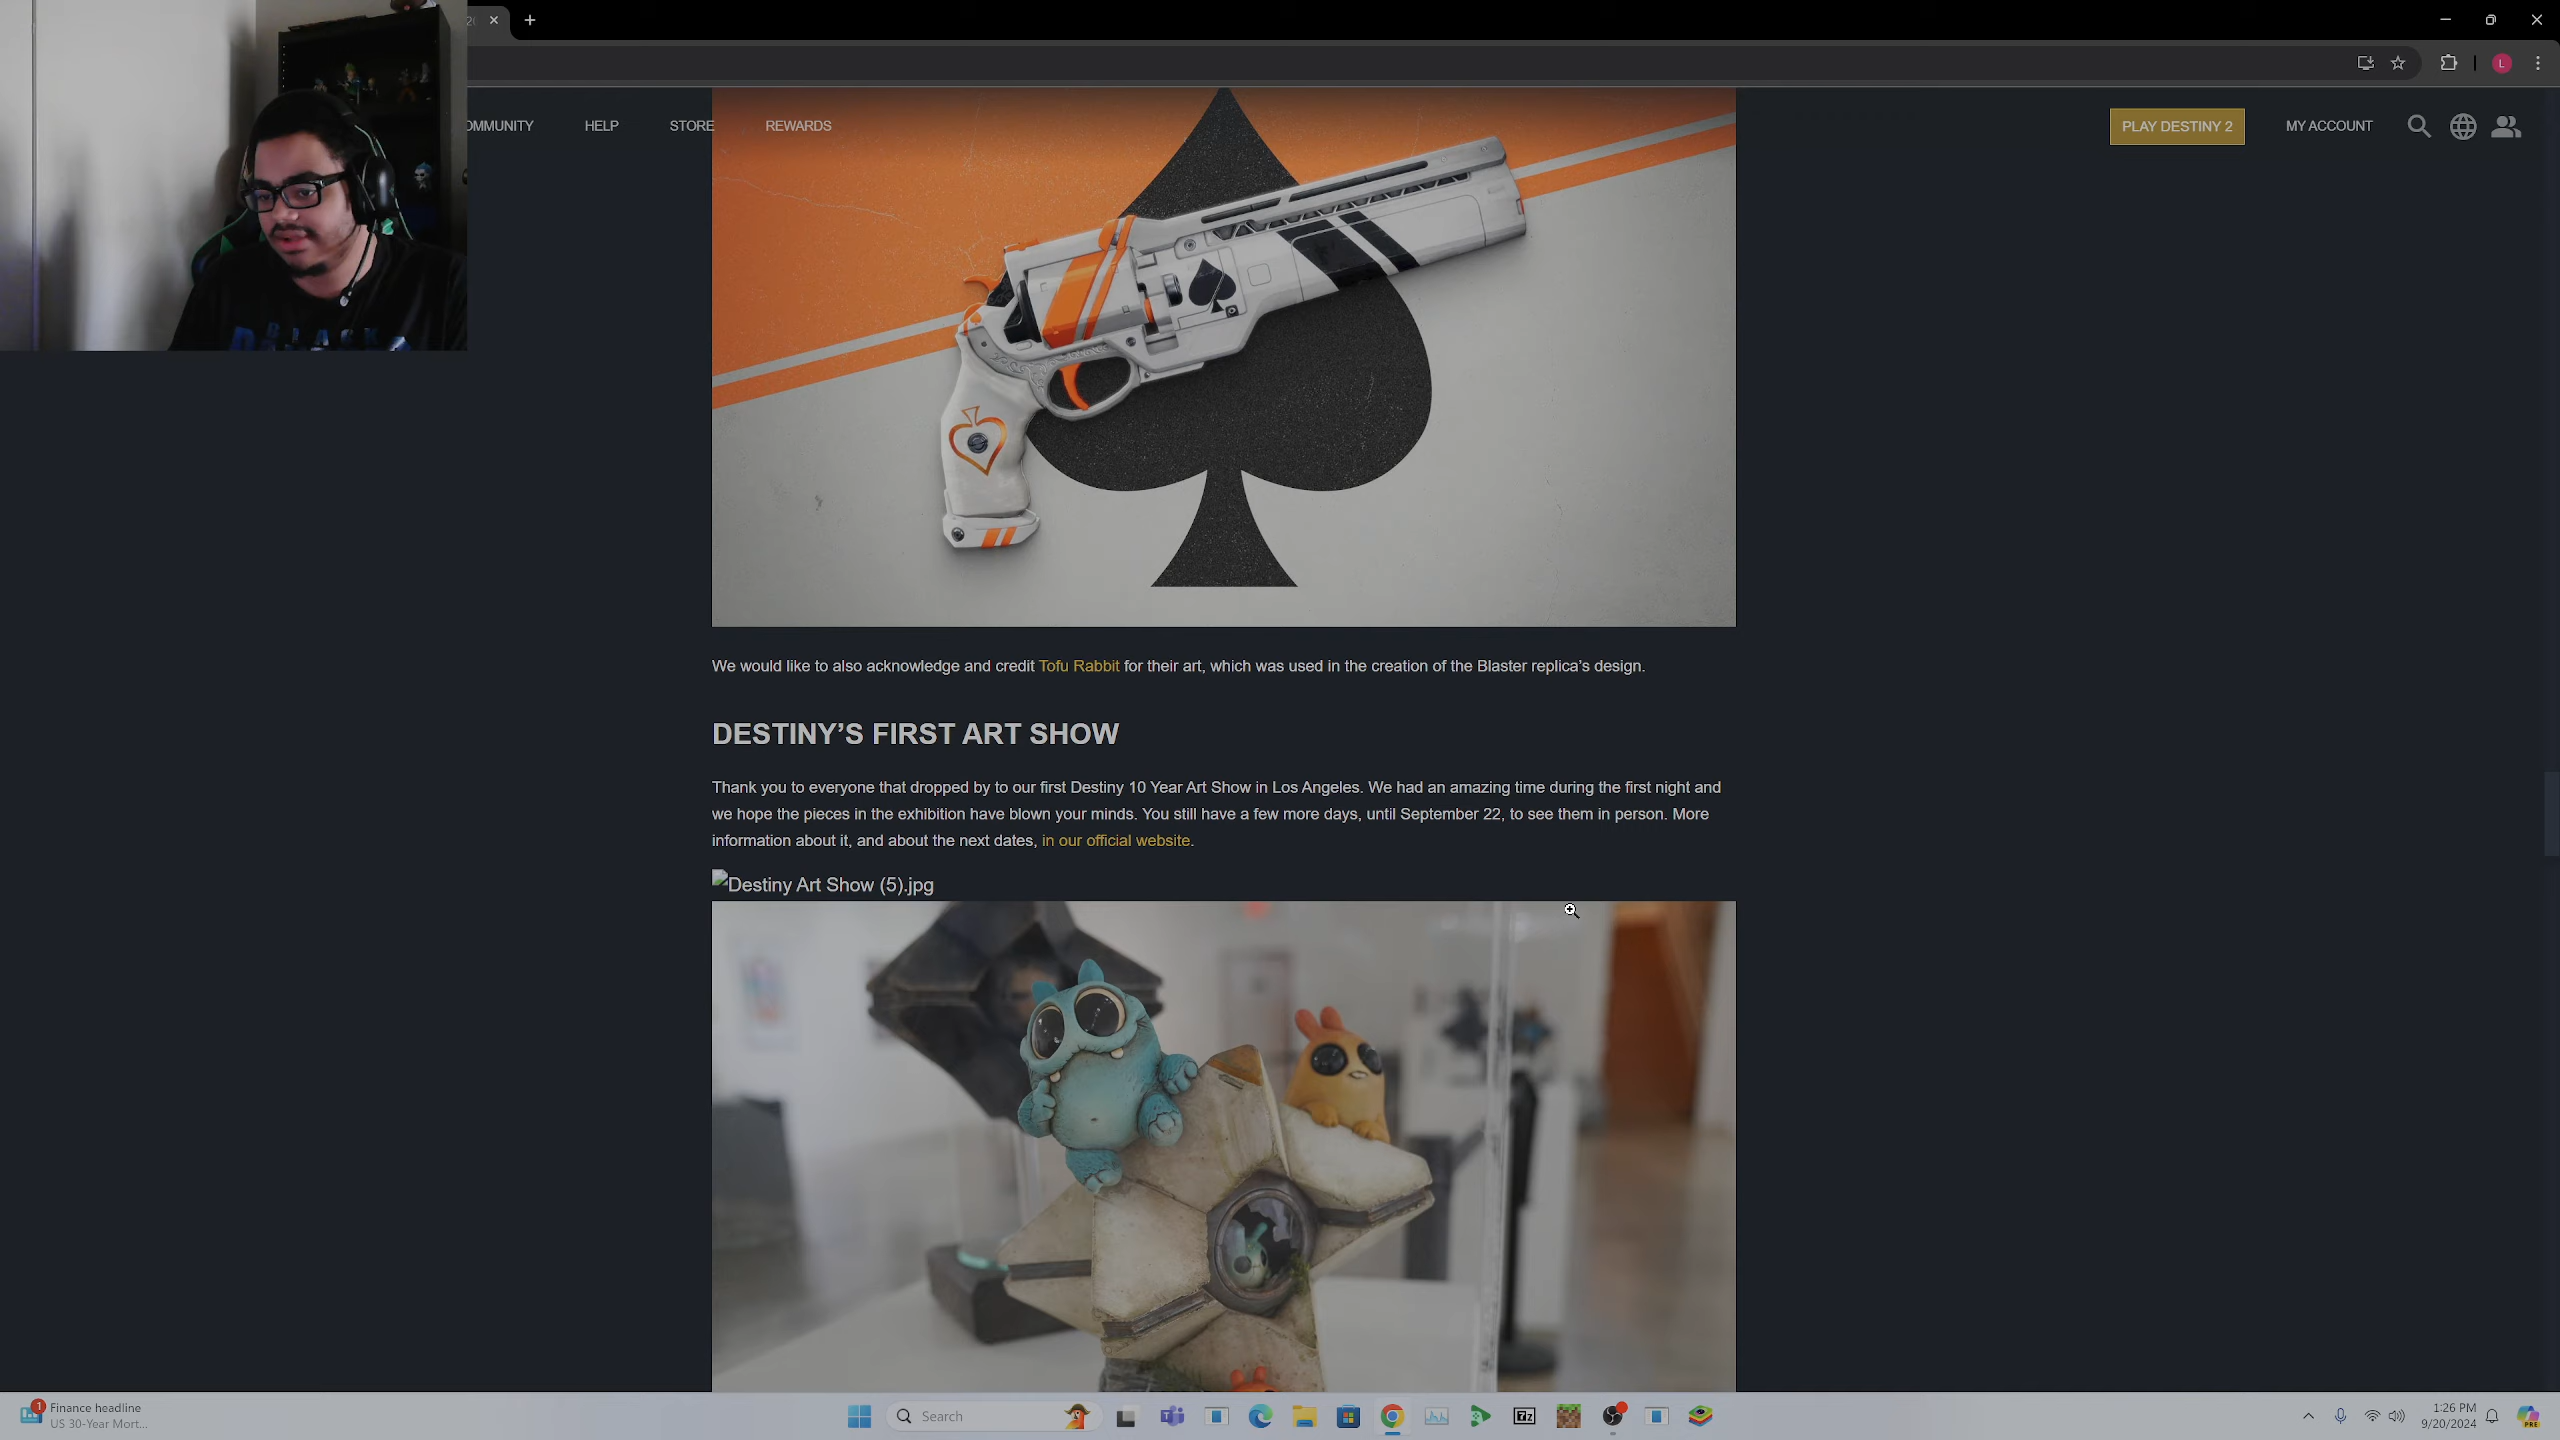 OMMUNITY HELP STORE REWARDS PLAY DESTINY 2 MY ACCOUNT
L
BLACK
We would like to also acknowledge and credit Tofu Rabbit for their art, which was used in the creation of the Blaster replica’s design.
DESTINY’S FIRST ART SHOW
Thank you to everyone that dropped by to our first Destiny 10 Year Art Show in Los Angeles. We had an amazing time during the first night and
we hope the pieces in the exhibition have blown your minds. You still have a few more days, until September 22, to see them in person. More
information about it, and about the next dates, in our official website.
Destiny Art Show (5).jpg
1
Finance headline
US 30-Year Mort...
Search
7z
1:26 PM
9/20/2024
PRE